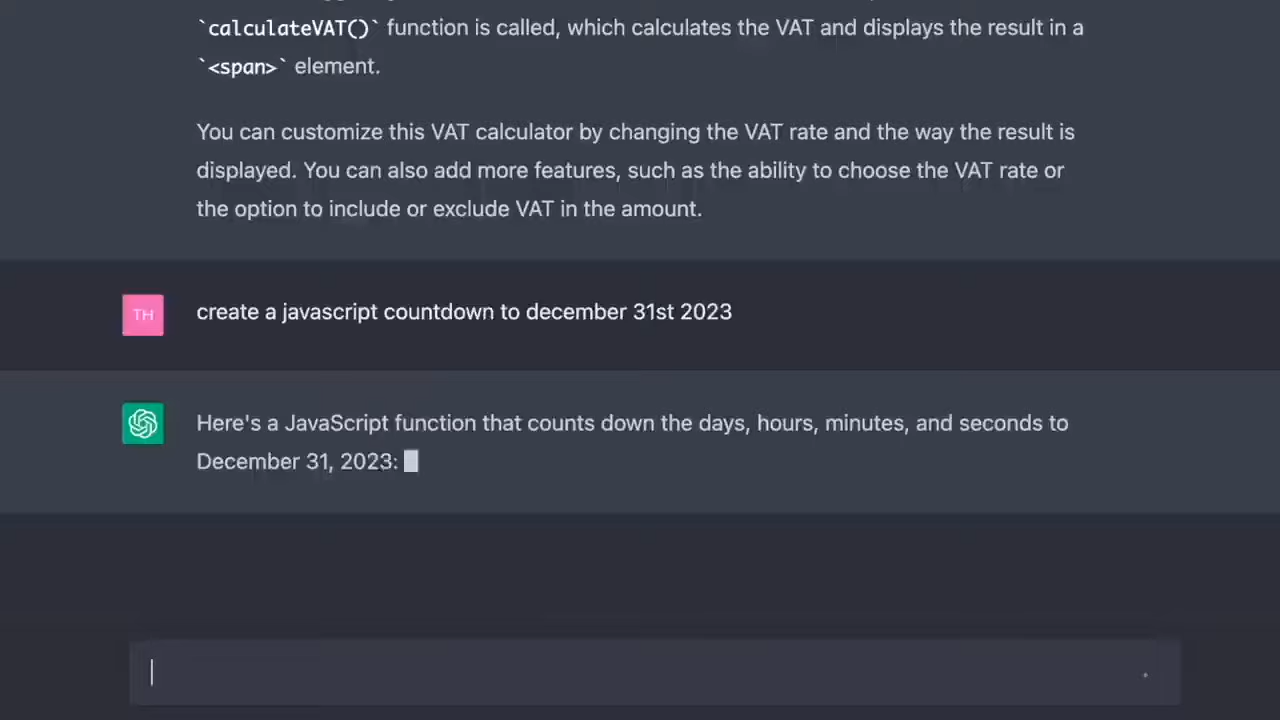 `calculateVAT()` function is called, which calculates the VAT and displays the result in a
`<span>` element.
You can customize this VAT calculator by changing the VAT rate and the way the result is
displayed. You can also add more features, such as the ability to choose the VAT rate or
the option to include or exclude VAT in the amount.
TH
create a javascript countdown to december 31st 2023
Here's a JavaScript function that counts down the days, hours, minutes, and seconds to
December 31, 2023: